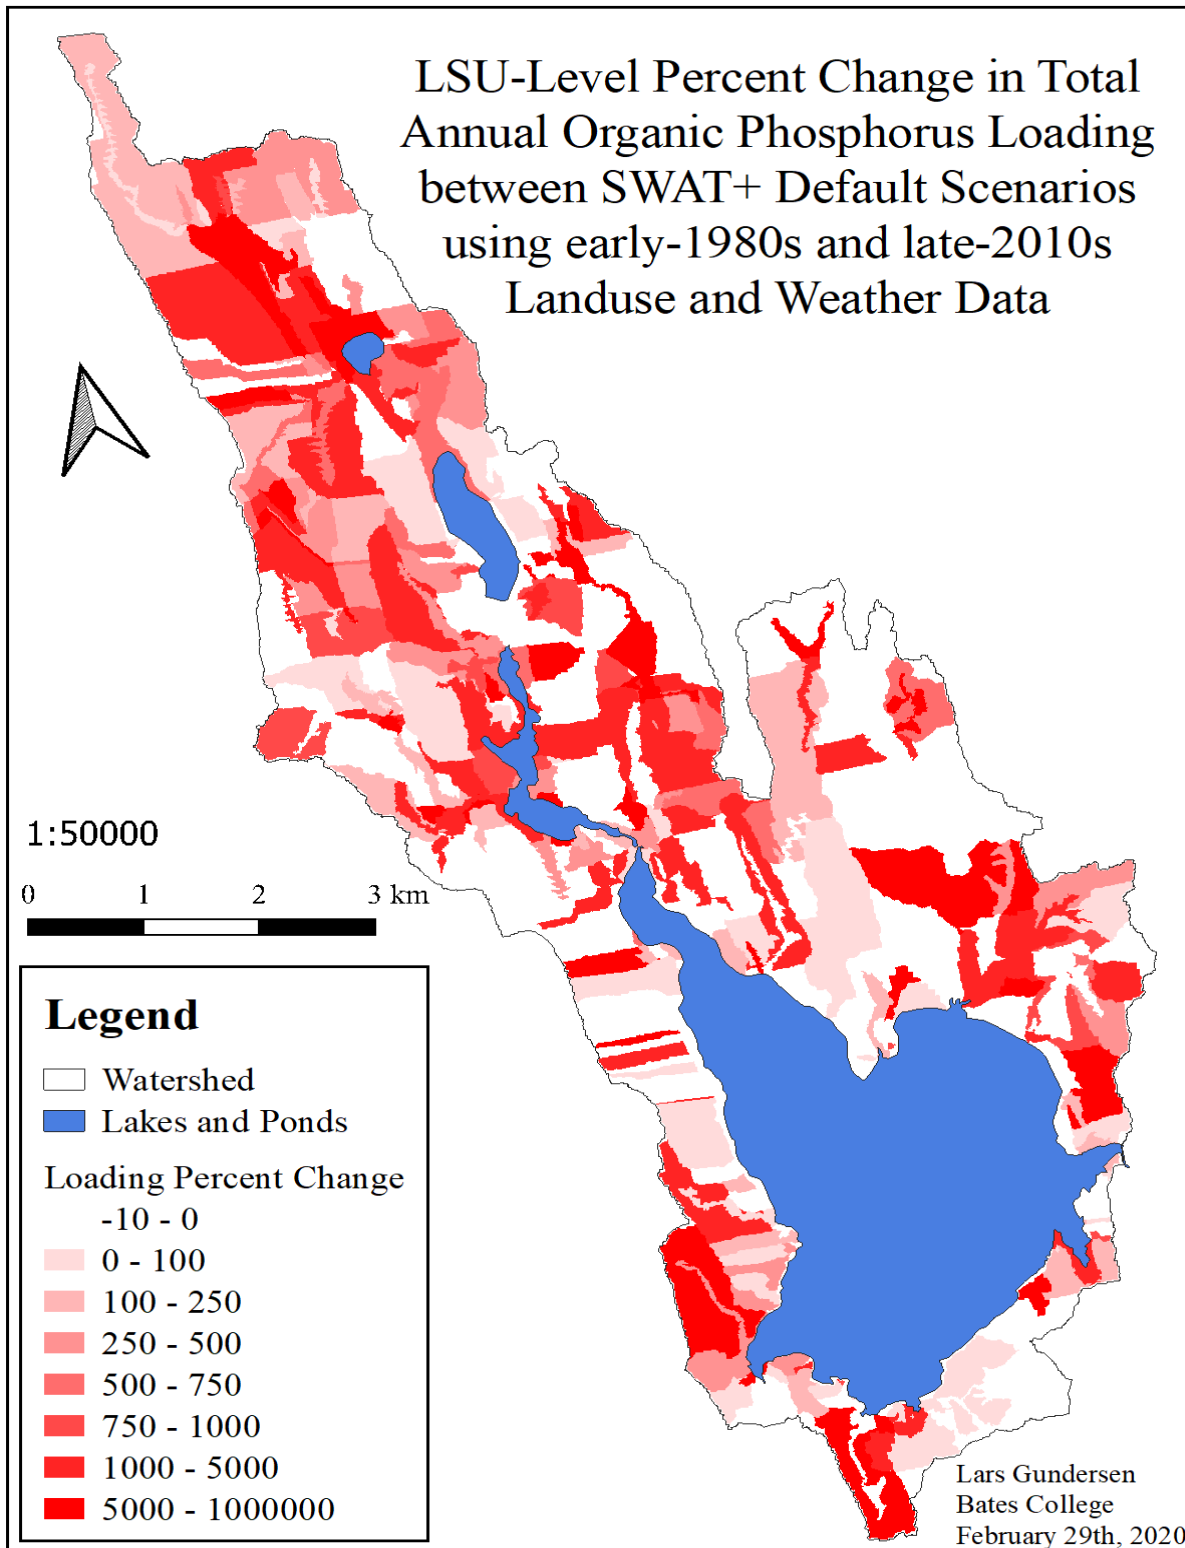 LSU-Level Percent Change in Total
Annual Organic Phosphorus Loading
between SWAT+ Default Scenarios
using early-1980s and late-2010s
Landuse and Weather Data
1:50000
0 1 2 3 km
Legend
Watershed
Lakes and Ponds
Loading Percent Change
-10 - 0
0 - 100
100 - 250
250 - 500
500 - 750
750 - 1000
1000 - 5000
5000 - 1000000
Lars Gundersen
Bates College
February 29th, 2020